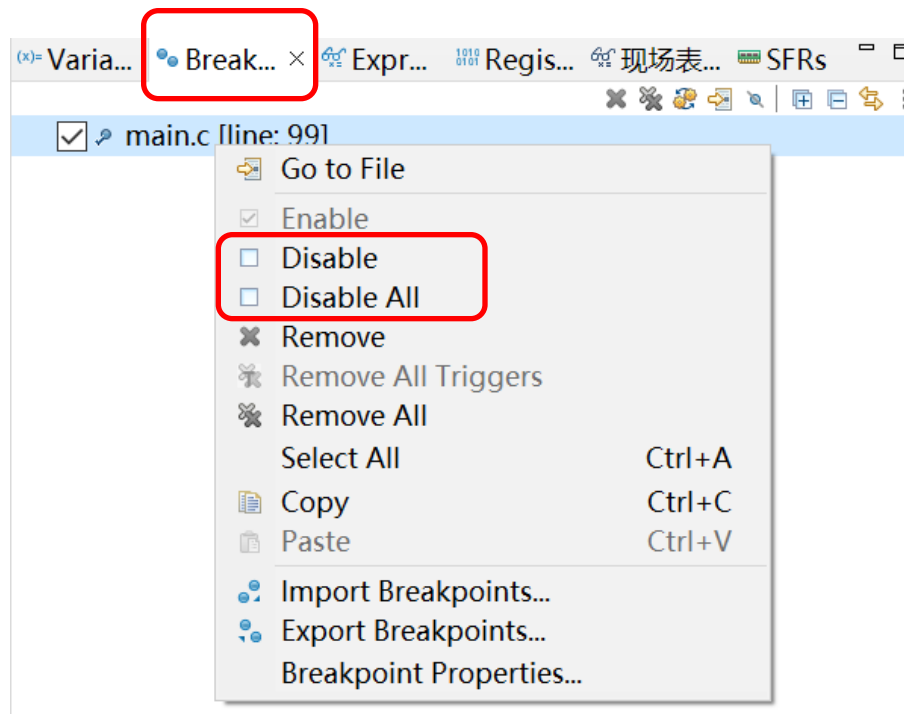 (x)= Varia... Break... Expr... 1010 0101 Regis... 现场表... SFRs
main.c [line: 99]
Go to File
Enable
Disable
Disable All
Remove
Remove All Triggers
Remove All
Select All Ctrl+A
Copy Ctrl+C
Paste Ctrl+V
Import Breakpoints...
Export Breakpoints...
Breakpoint Properties...